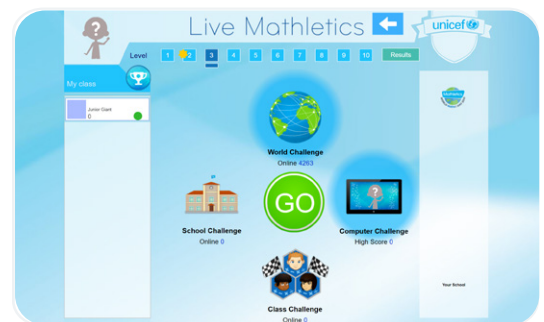 Live Mathletics
unicef
Level 1 2 3 4 5 6 7 8 9 10 Results
My class
Junior Giant
0
World Challenge
Online 4263
GO
School Challenge
Online 0
Computer Challenge
High Score 0
Class Challenge
Online 0
Mathletics
Your School